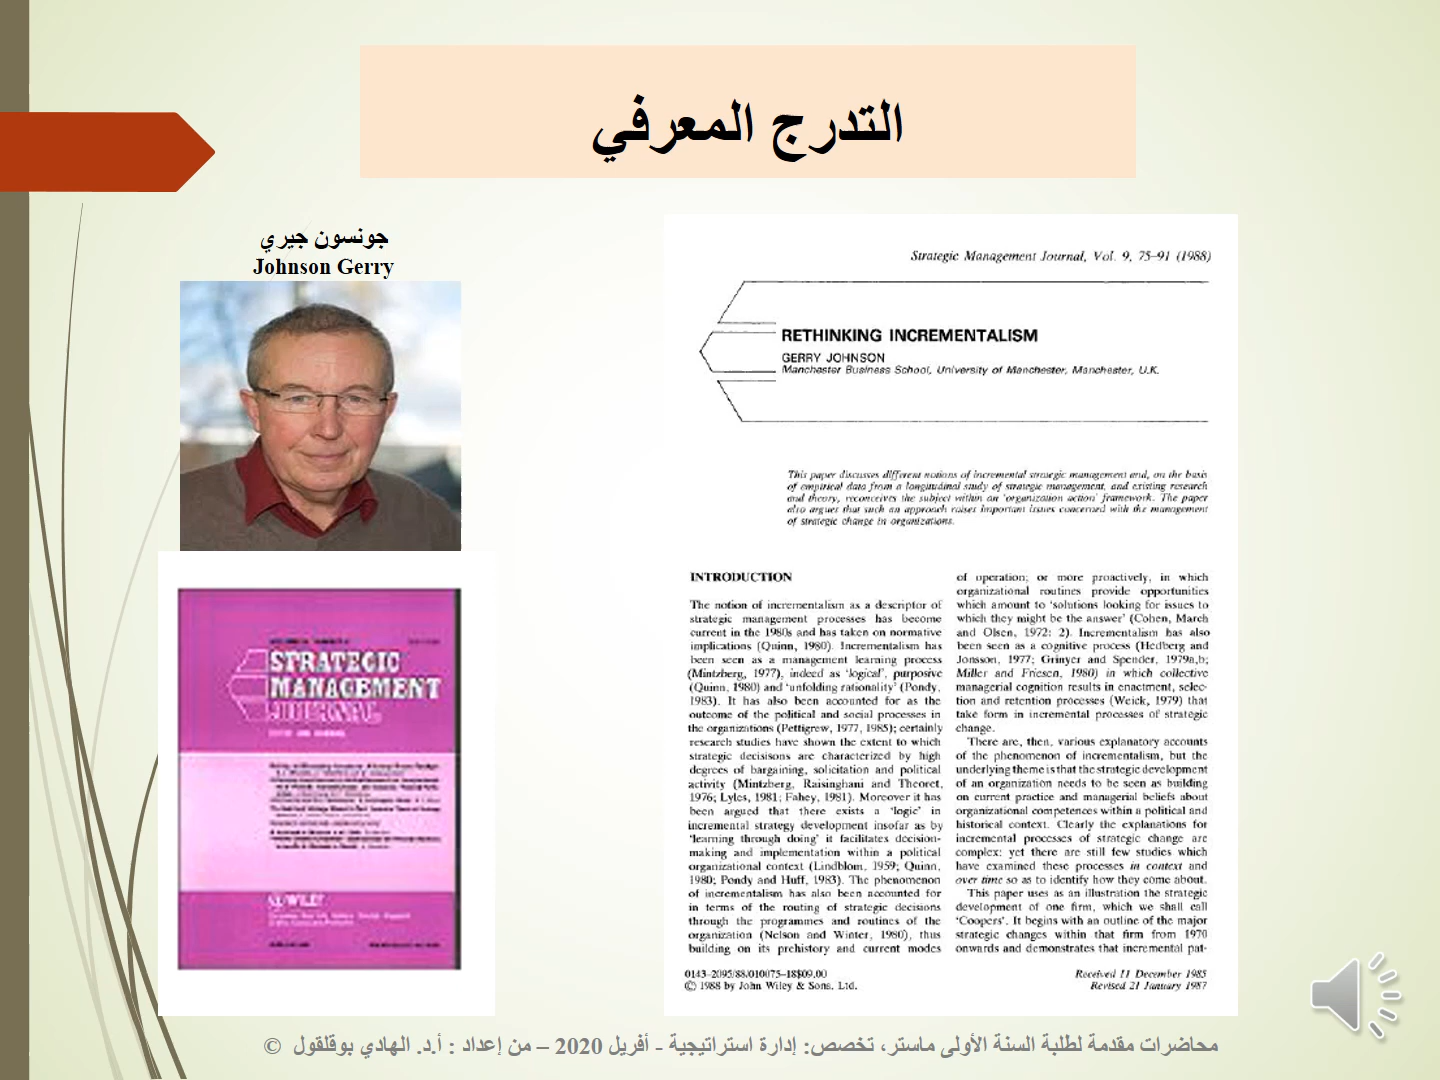 التدرج المعرفي
جونسون جيري
Johnson Gerry
STRATEGIC
MANAGEMENT
JOURNAL
WILEY
Strategic Management Journal, Vol. 9, 75–91 (1988)
RETHINKING INCREMENTALISM
GERRY JOHNSON
Manchester Business School, University of Manchester, Manchester, U.K.
This paper discusses different notions of incremental strategic management and, on the basis
of empirical data from a longitudinal study of strategic management, and existing research
and theory, reconceives the subject within an 'organization action' framework. The paper
also argues that such an approach raises important issues concerned with the management
of strategic change in organizations.
INTRODUCTION
The notion of incrementalism as a descriptor of
strategic management processes has become
current in the 1980s and has taken on normative
implications (Quinn, 1980). Incrementalism has
been seen as a management learning process
(Mintzberg, 1977), indeed as 'logical', purposive
(Quinn, 1980) and 'unfolding rationality' (Pondy,
1983). It has also been accounted for as the
outcome of the political and social processes in
the organizations (Pettigrew, 1977, 1985); certainly
research studies have shown the extent to which
strategic decisisons are characterized by high
degrees of bargaining, solicitation and political
activity (Mintzberg, Raisinghani and Theoret,
1976; Lyles, 1981; Fahey, 1981). Moreover it has
been argued that there exists a 'logic' in
incremental strategy development insofar as by
'learning through doing' it facilitates decision-
making and implementation within a political
organizational context (Lindblom, 1959; Quinn,
1980; Pondy and Huff, 1983). The phenomenon
of incrementalism has also been accounted for
in terms of the routing of strategic decisions
through the programmes and routines of the
organization (Nelson and Winter, 1980), thus
building on its prehistory and current modes
of operation; or more proactively, in which
organizational routines provide opportunities
which amount to 'solutions looking for issues to
which they might be the answer' (Cohen, March
and Olsen, 1972: 2). Incrementalism has also
been seen as a cognitive process (Hedberg and
Jonsson, 1977; Grinyer and Spender, 1979a,b;
Miller and Friesen, 1980) in which collective
managerial cognition results in enactment, selec-
tion and retention processes (Weick, 1979) that
take form in incremental processes of strategic
change.
There are, then, various explanatory accounts
of the phenomenon of incrementalism, but the
underlying theme is that the strategic development
of an organization needs to be seen as building
on current practice and managerial beliefs about
organizational competences within a political and
historical context. Clearly the explanations for
incremental processes of strategic change are
complex: yet there are still few studies which
have examined these processes in context and
over time so as to identify how they come about.
This paper uses as an illustration the strategic
development of one firm, which we shall call
'Coopers'. It begins with an outline of the major
strategic changes within that firm from 1970
onwards and demonstrates that incremental pat-
0143–2095/88/010075–18$09.00
© 1988 by John Wiley & Sons, Ltd.
Received 11 December 1985
Revised 21 January 1987
محاضرات مقدمة لطلبة السنة الأولى ماستر، تخصص: إدارة استراتيجية - أفريل 2020 – من إعداد : أ.د. الهادي بوقلقول ©